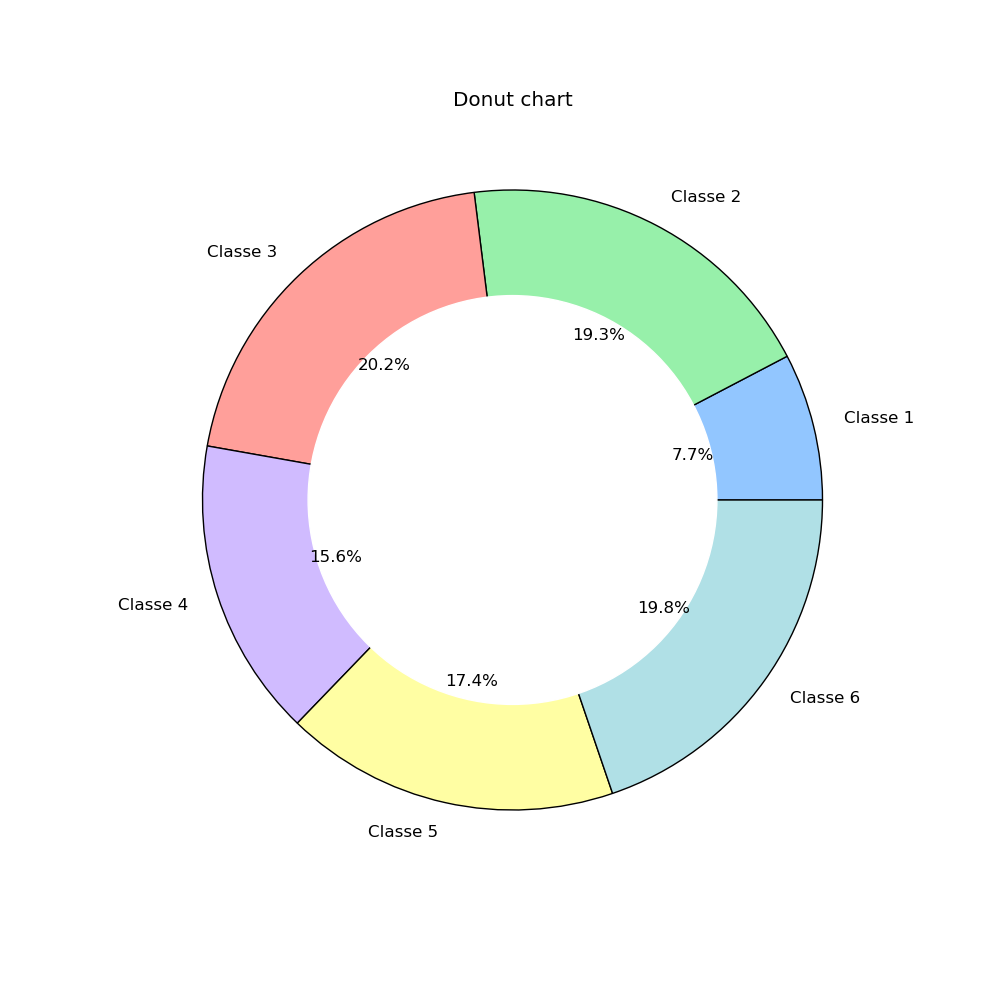 Donut chart
Classe 1
7.7%
Classe 2
19.3%
Classe 3
20.2%
Classe 4
15.6%
Classe 5
17.4%
Classe 6
19.8%